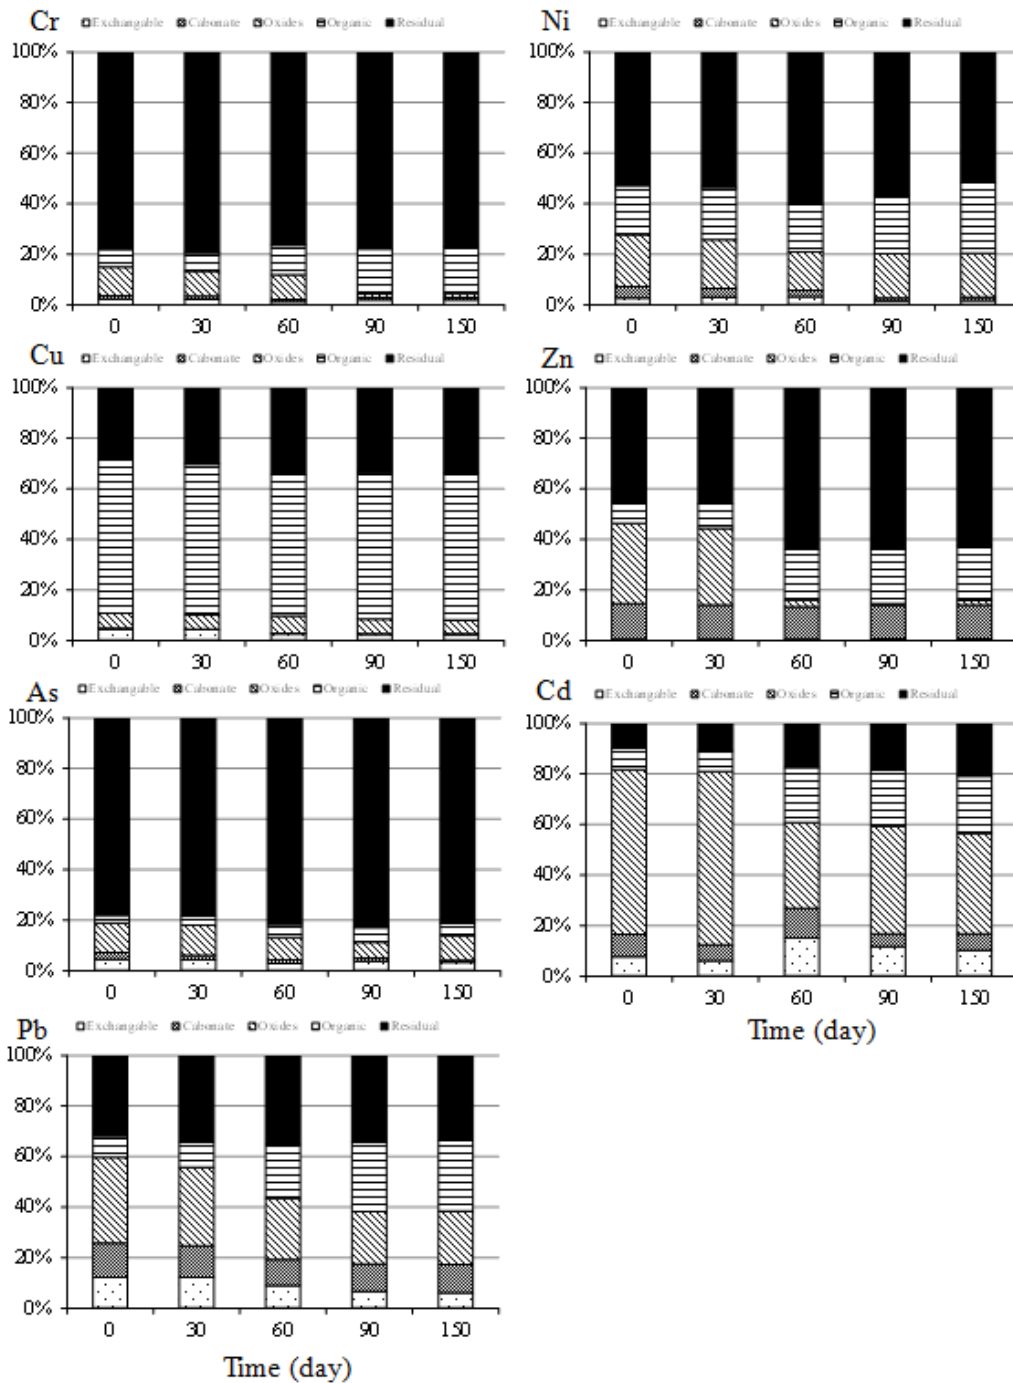 Cr Exchangable Cabonate Oxides Organic Residual
100%
80%
60%
40%
20%
0%
0 30 60 90 150
Ni Exchangable Cabonate Oxides Organic Residual
100%
80%
60%
40%
20%
0%
0 30 60 90 150
Cu Exchangable Cabonate Oxides Organic Residual
100%
80%
60%
40%
20%
0%
0 30 60 90 150
Zn Exchangable Cabonate Oxides Organic Residual
100%
80%
60%
40%
20%
0%
0 30 60 90 150
As Exchangable Cabonate Oxides Organic Residual
100%
80%
60%
40%
20%
0%
0 30 60 90 150
Cd Exchangable Cabonate Oxides Organic Residual
100%
80%
60%
40%
20%
0%
0 30 60 90 150
Time (day)
Pb Exchangable Cabonate Oxides Organic Residual
100%
80%
60%
40%
20%
0%
0 30 60 90 150
Time (day)